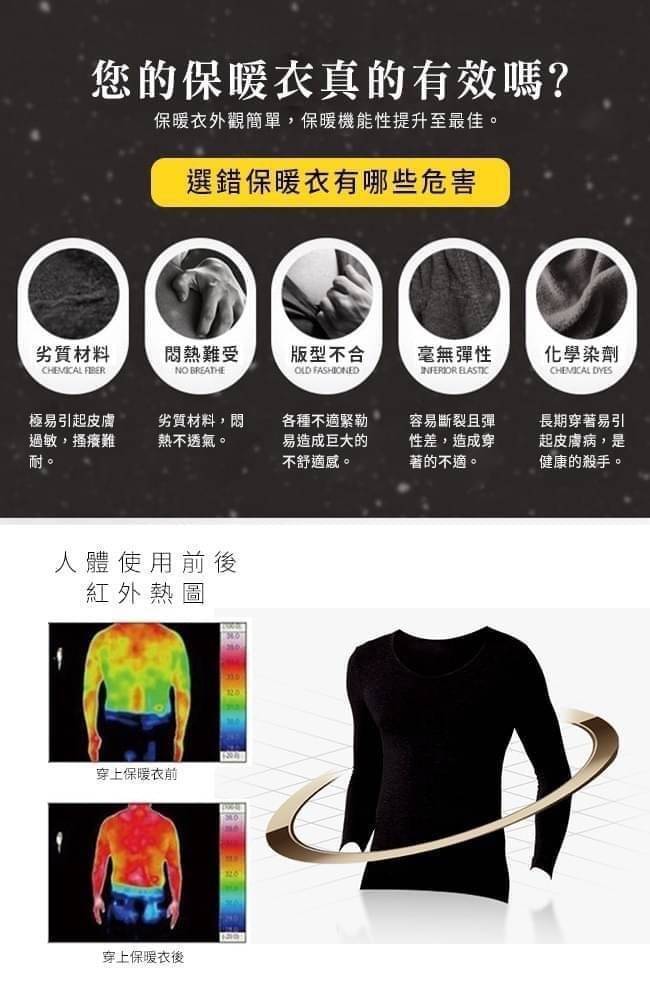 您的保暖衣真的有效嗎？
保暖衣外觀簡單，保暖機能性提升至最佳。
選錯保暖衣有哪些危害
劣質材料
CHEMICAL FIBER
極易引起皮膚
過敏，搔癢難
耐。
悶熱難受
NO BREATHE
劣質材料，悶
熱不透氣。
版型不合
OLD FASHIONED
各種不適緊勒
易造成巨大的
不舒適感。
毫無彈性
INFERIOR ELASTIC
容易斷裂且彈
性差，造成穿
著的不適。
化學染劑
CHEMICAL DYES
長期穿著易引
起皮膚病，是
健康的殺手。
人體使用前後
紅外熱圖
36.0
32.0
穿上保暖衣前
32.0
穿上保暖衣後